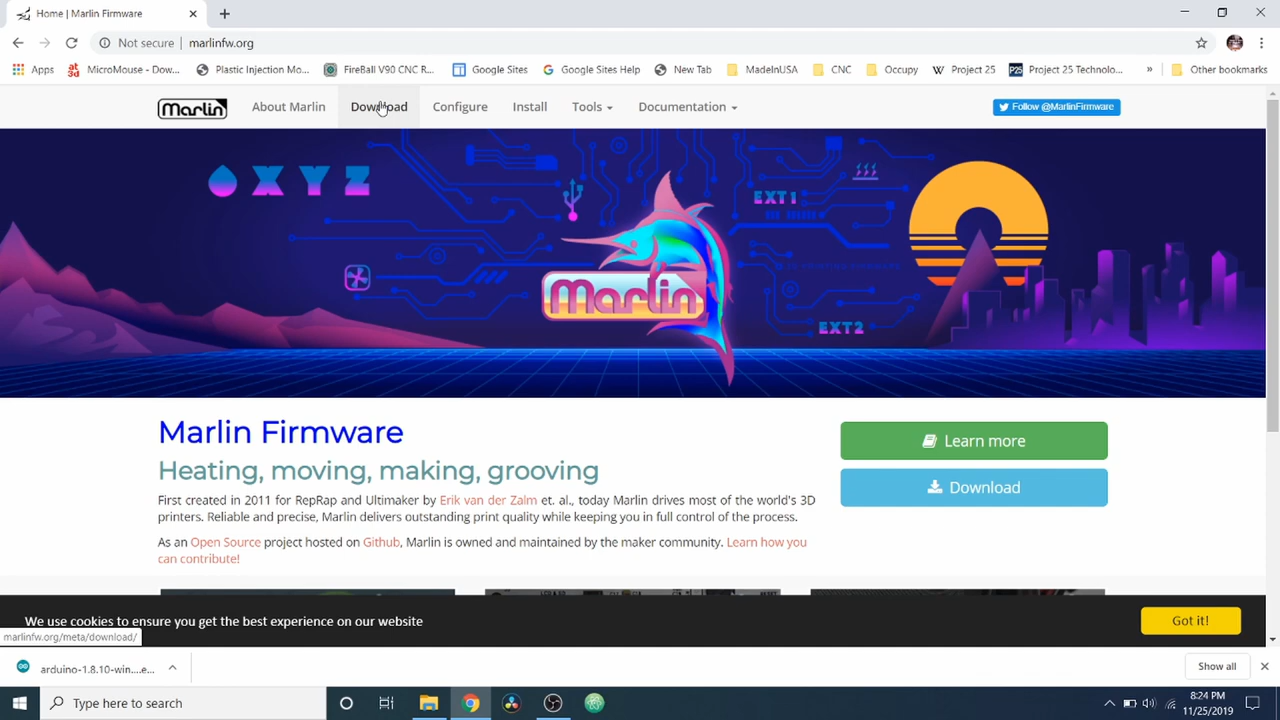 Home | Marlin Firmware
Not secure | marlinfw.org
Apps
MicroMouse - Dow...
Plastic Injection Mo...
FireBall V90 CNC R...
Google Sites
Google Sites Help
New Tab
MadeInUSA
CNC
Occupy
Project 25
P25
Project 25 Technolo...
»
Other bookmarks
Marlin
About Marlin
Download
Configure
Install
Tools
Documentation
Follow @MarlinFirmware
X Y Z
EXT1
Marlin
EXT2
Marlin Firmware
Heating, moving, making, grooving
First created in 2011 for RepRap and Ultimaker by Erik van der Zalm et. al., today Marlin drives most of the world's 3D
printers. Reliable and precise, Marlin delivers outstanding print quality while keeping you in full control of the process.
As an Open Source project hosted on Github, Marlin is owned and maintained by the maker community. Learn how you
can contribute!
Learn more
Download
We use cookies to ensure you get the best experience on our website
Got it!
marlinfw.org/meta/download/
arduino-1.8.10-win....e...
Show all
Type here to search
8:24 PM
11/25/2019